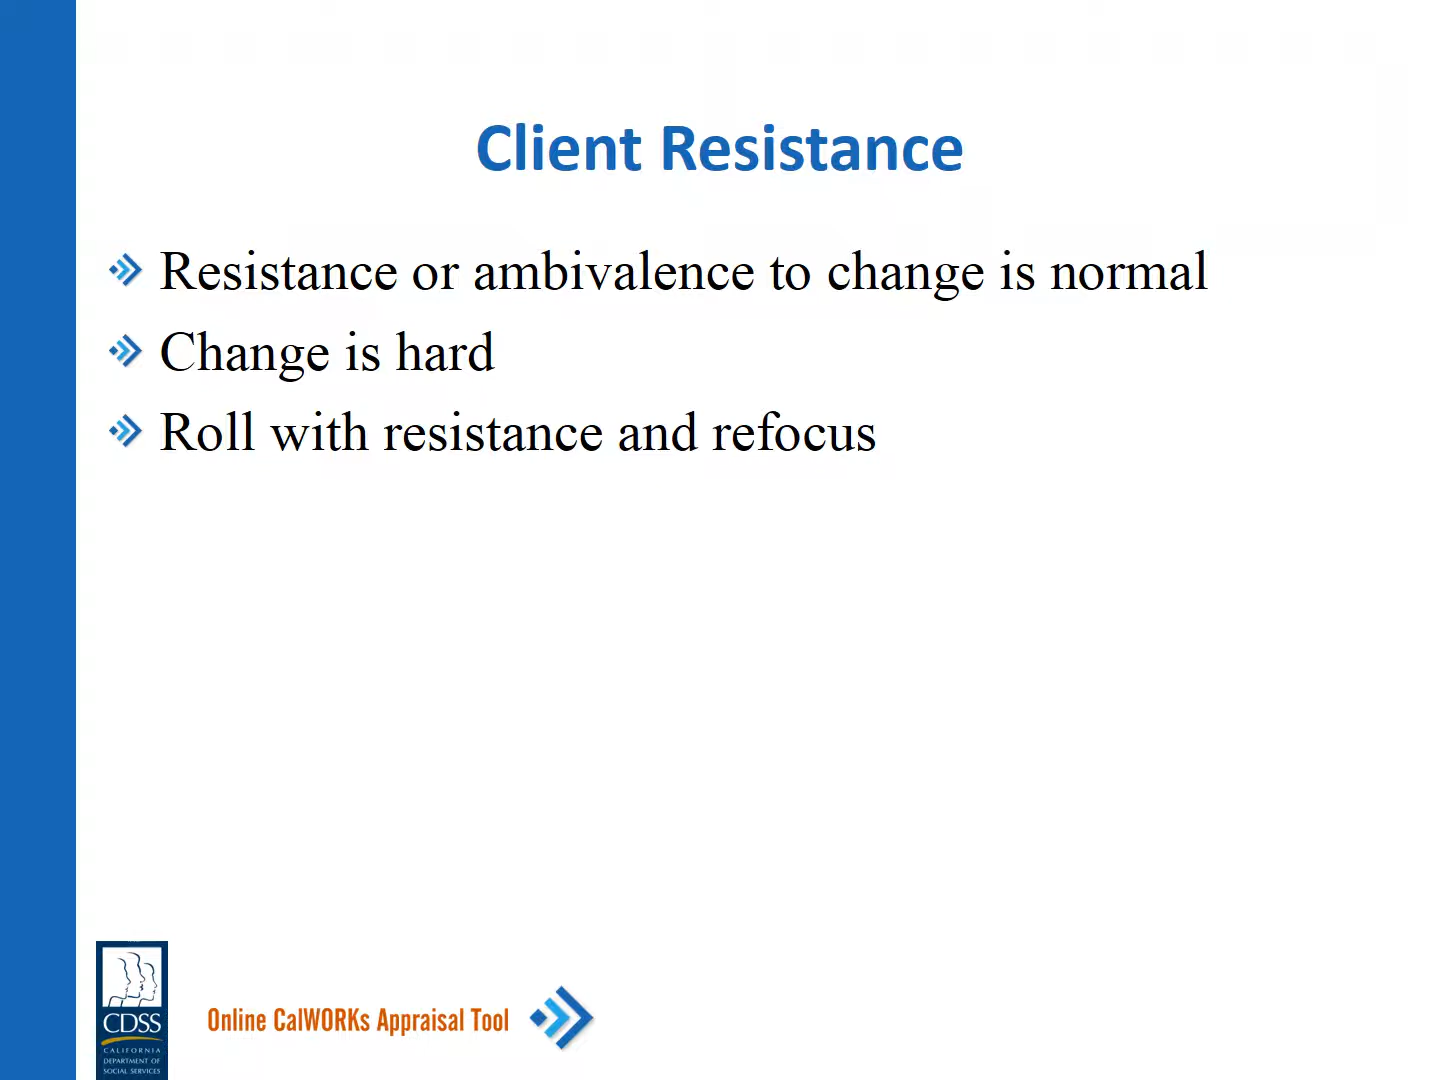 Client Resistance
Resistance or ambivalence to change is normal
Change is hard
Roll with resistance and refocus
CDSS
CALIFORNIA
DEPARTMENT OF
SOCIAL SERVICES
Online CalWORKs Appraisal Tool